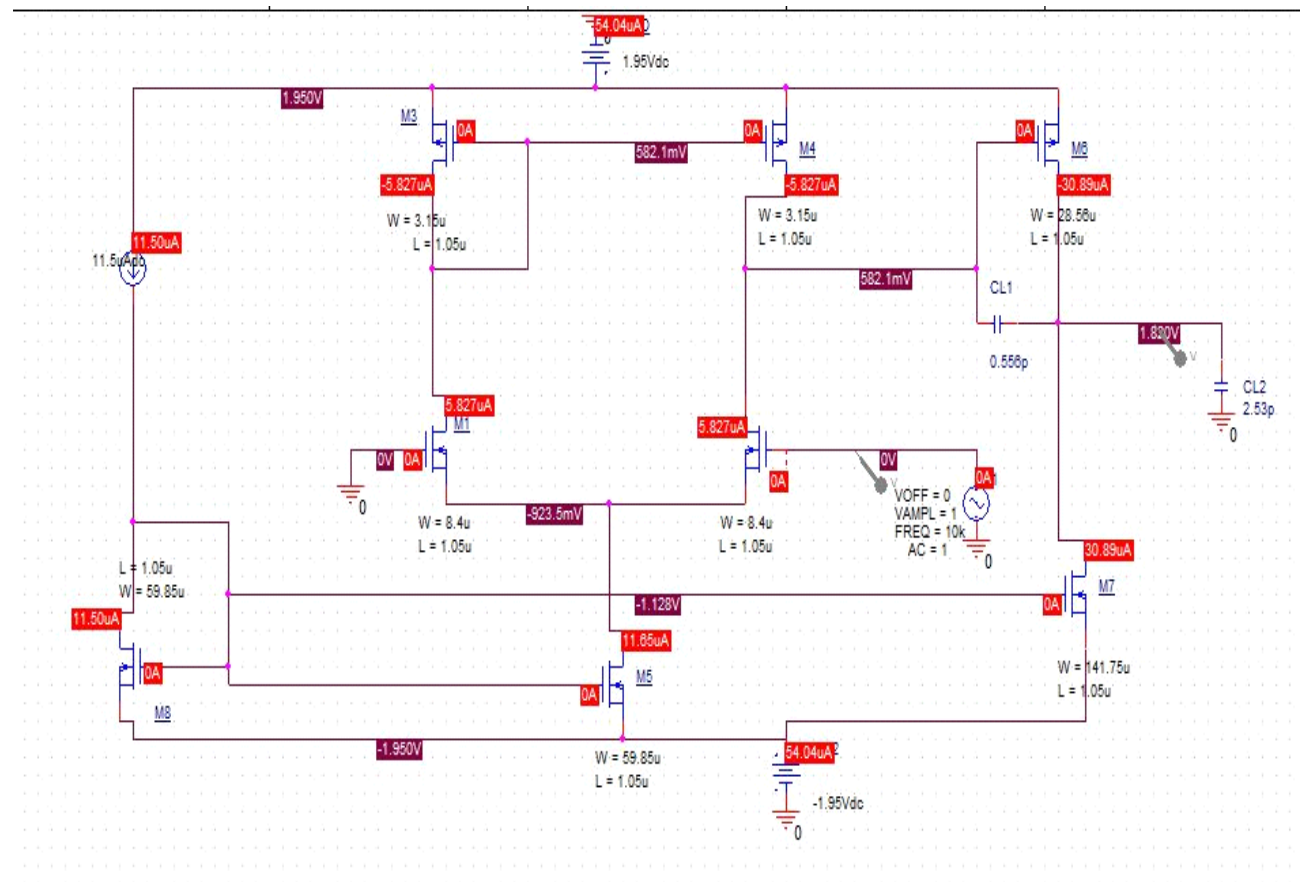 -54.04uA
0
1.95Vdc
1.950V
M3
0A
582.1mV
0A
M4
0A
M6
-5.827uA
-5.827uA
-30.89uA
W = 3.15u
L = 1.05u
W = 3.15u
L = 1.05u
W = 28.56u
L = 1.05u
11.50uA
11.5uAdc
582.1mV
CL1
0.556p
1.820V
V
CL2
2.53p
0
5.827uA
M1
5.827uA
0V
0A
0
0A
0V
V
0A
VOFF = 0
VAMPL = 1
FREQ = 10k
AC = 1
0
-923.5mV
W = 8.4u
L = 1.05u
W = 8.4u
L = 1.05u
30.89uA
M7
L = 1.05u
W = 59.85u
-1.128V
0A
11.50uA
0A
M8
11.65uA
M5
0A
W = 141.75u
L = 1.05u
-1.950V
W = 59.85u
L = 1.05u
54.04uA
-1.95Vdc
0